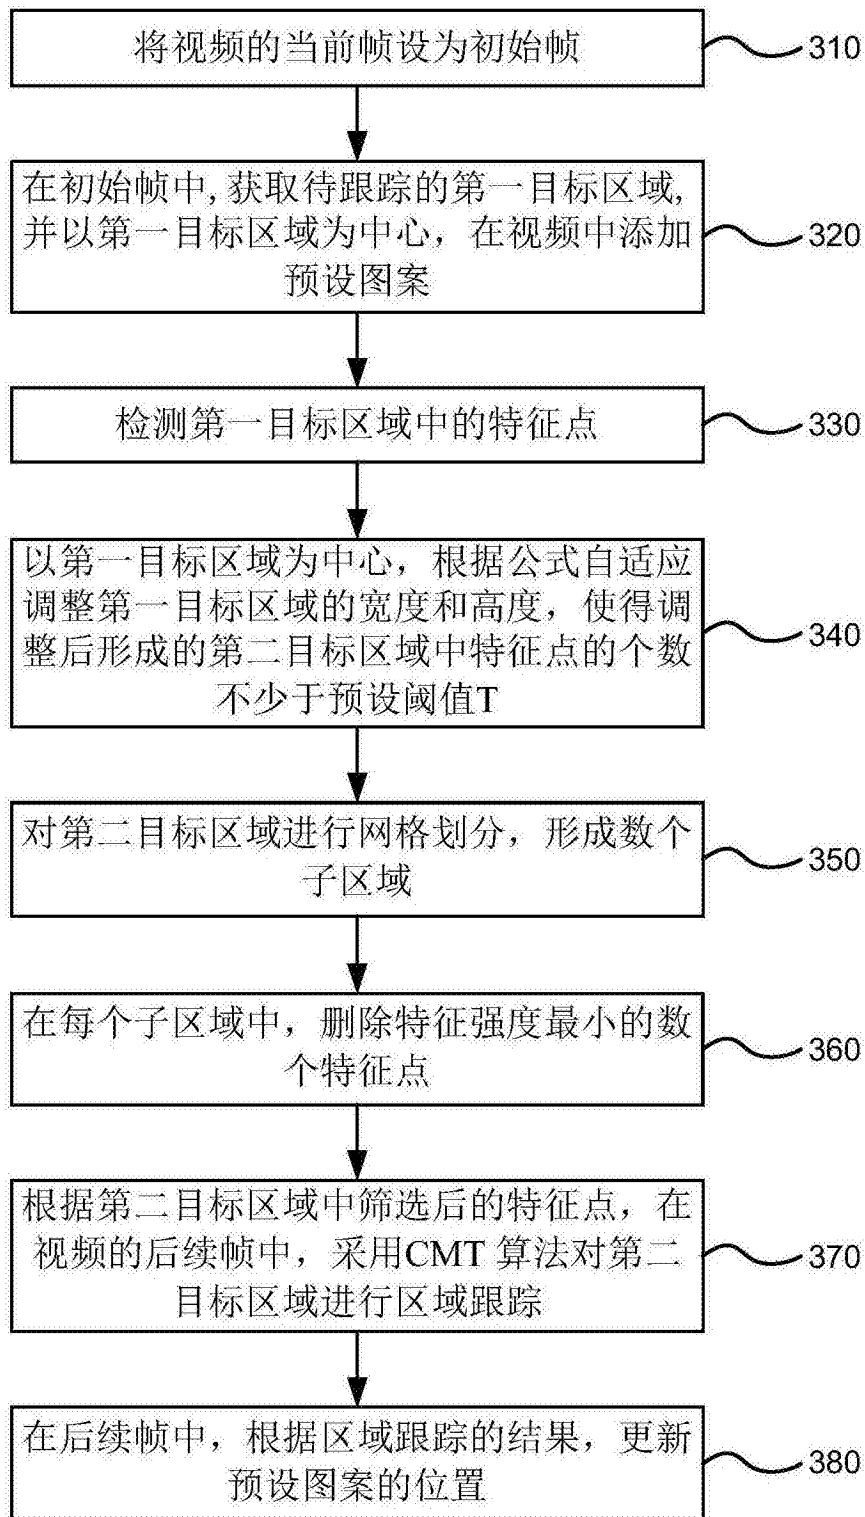 将视频的当前帧设为初始帧
310
在初始帧中,获取待跟踪的第一目标区域,
并以第一目标区域为中心，在视频中添加
预设图案
320
检测第一目标区域中的特征点
330
以第一目标区域为中心，根据公式自适应
调整第一目标区域的宽度和高度，使得调
整后形成的第二目标区域中特征点的个数
不少于预设阈值T
340
对第二目标区域进行网格划分，形成数个
子区域
350
在每个子区域中，删除特征强度最小的数
个特征点
360
根据第二目标区域中筛选后的特征点，在
视频的后续帧中，采用CMT 算法对第二
目标区域进行区域跟踪
370
在后续帧中，根据区域跟踪的结果，更新
预设图案的位置
380